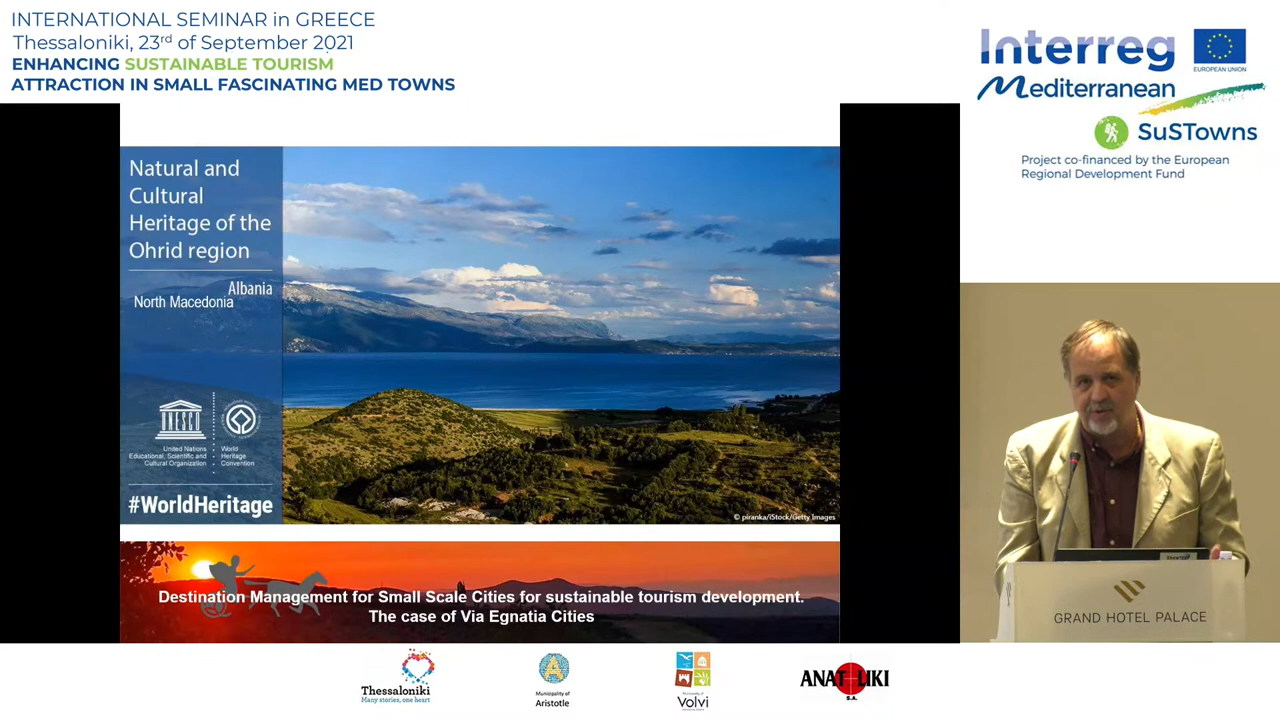 INTERNATIONAL SEMINAR in GREECE
Thessaloniki, 23rd of September 2021
ENHANCING SUSTAINABLE TOURISM
ATTRACTION IN SMALL FASCINATING MED TOWNS
Interreg
EUROPEAN UNION
Mediterranean
SuSTowns
Project co-financed by the European
Regional Development Fund
Natural and
Cultural
Heritage of the
Ohrid region
Albania
North Macedonia
UNESCO
United Nations
Educational, Scientific and
Cultural Organization
World
Heritage
Convention
#WorldHeritage
© piranka/iStock/Getty Images
Destination Management for Small Scale Cities for sustainable tourism development.
The case of Via Egnatia Cities
GRAND HOTEL PALACE
Thessaloniki
Many stories, one heart
Municipality of
Aristotle
Municipality of
Volvi
ANATOLIKI
S.A.